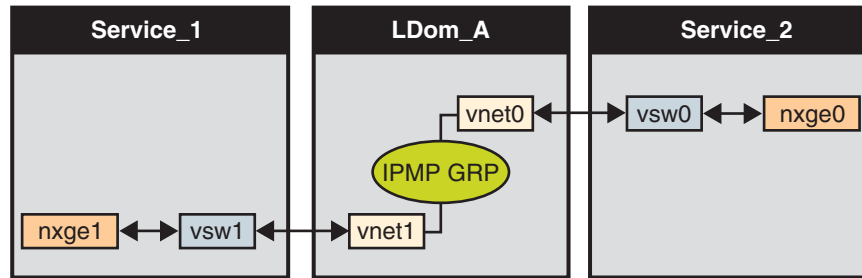 Service_1 LDom_A Service_2
vnet0 vsw0 nxge0
IPMP GRP
nxge1 vsw1 vnet1